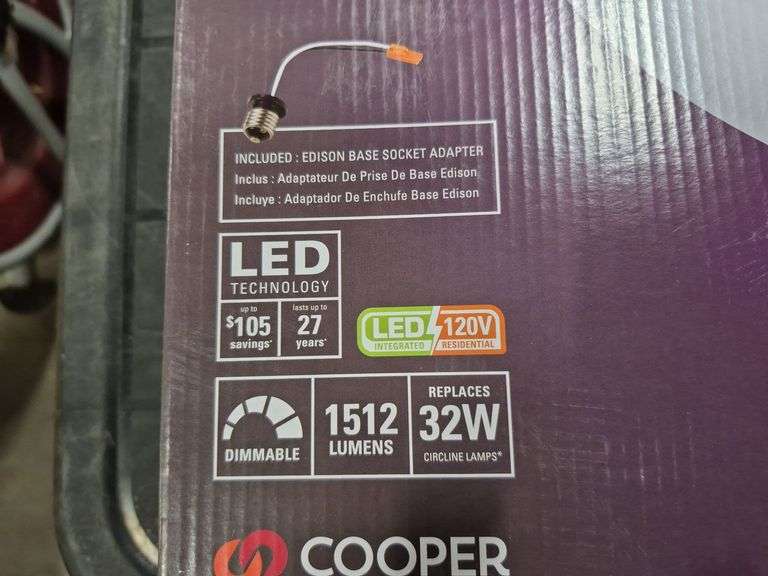 INCLUDED : EDISON BASE SOCKET ADAPTER
Inclus : Adaptateur De Prise De Base Edison
Incluye : Adaptador De Enchufe Base Edison
LED
TECHNOLOGY
up to
$105
savings*
lasts up to
27
years*
LED 120V
INTEGRATED RESIDENTIAL
DIMMABLE
1512
LUMENS
REPLACES
32W
CIRCLINE LAMPS*
COOPER